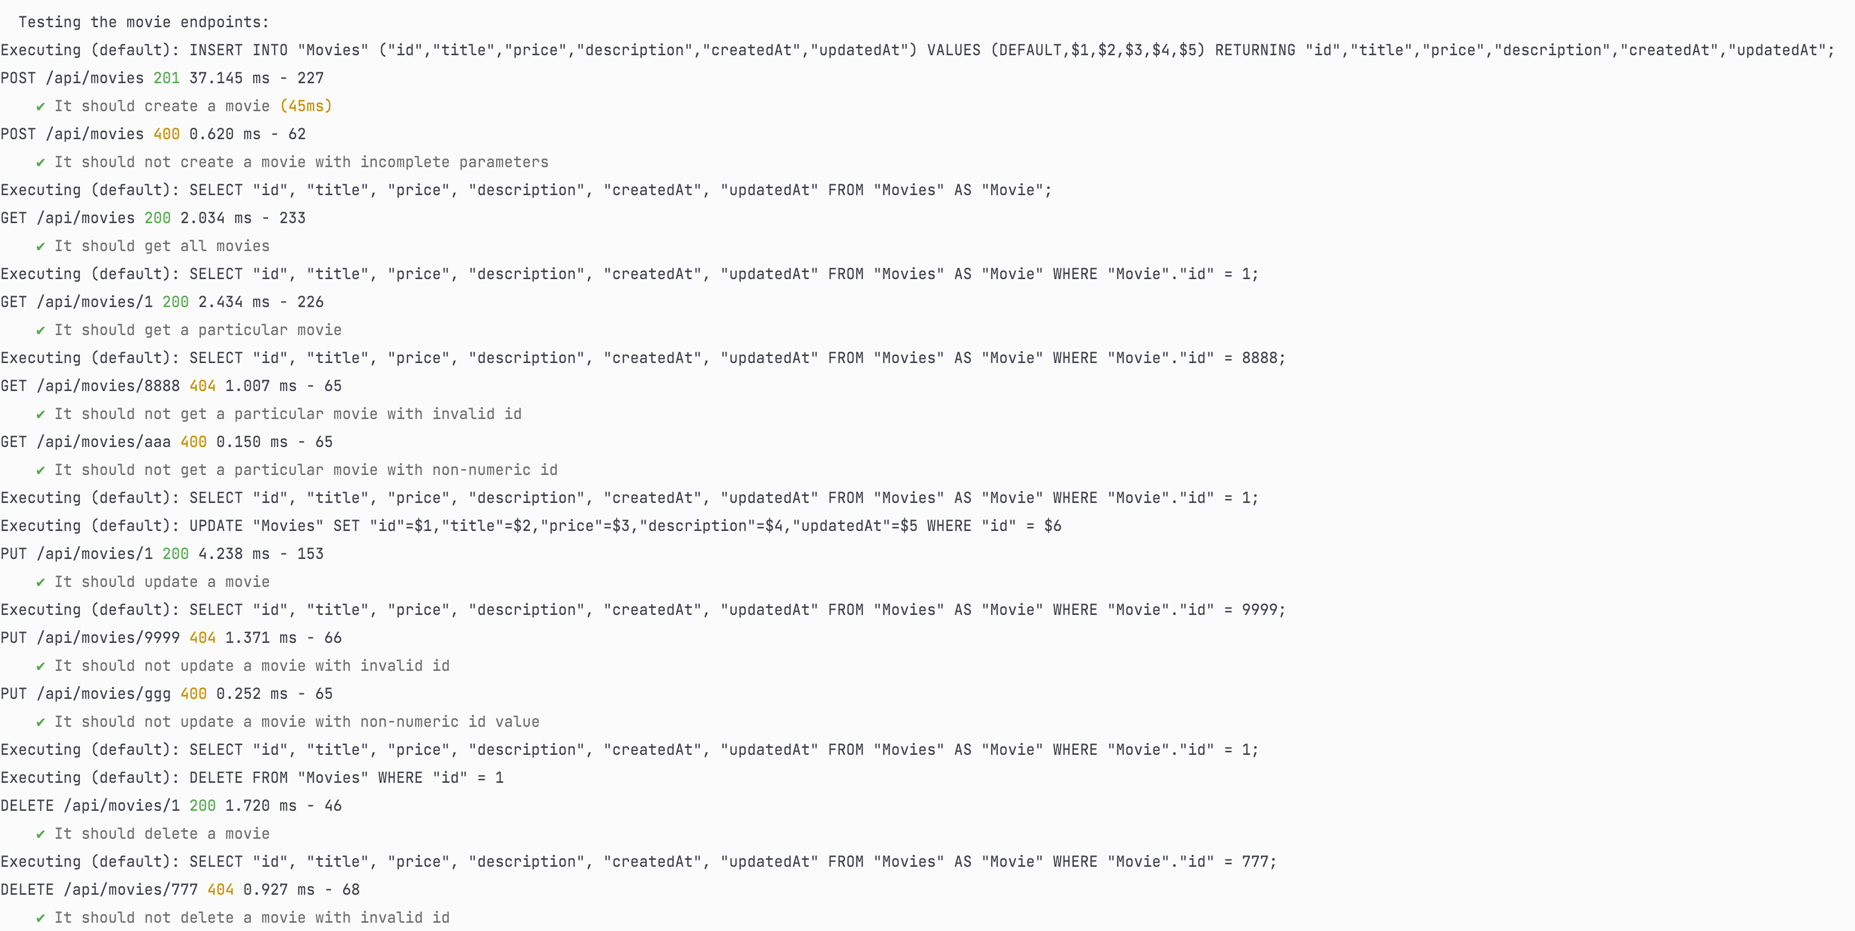 Testing the movie endpoints:
Executing (default): INSERT INTO "Movies" ("id","title","price","description","createdAt","updatedAt") VALUES (DEFAULT,$1,$2,$3,$4,$5) RETURNING "id","title","price","description","createdAt","updatedAt";
POST /api/movies 201 37.145 ms - 227
✔ It should create a movie (45ms)
POST /api/movies 400 0.620 ms - 62
✔ It should not create a movie with incomplete parameters
Executing (default): SELECT "id", "title", "price", "description", "createdAt", "updatedAt" FROM "Movies" AS "Movie";
GET /api/movies 200 2.034 ms - 233
✔ It should get all movies
Executing (default): SELECT "id", "title", "price", "description", "createdAt", "updatedAt" FROM "Movies" AS "Movie" WHERE "Movie"."id" = 1;
GET /api/movies/1 200 2.434 ms - 226
✔ It should get a particular movie
Executing (default): SELECT "id", "title", "price", "description", "createdAt", "updatedAt" FROM "Movies" AS "Movie" WHERE "Movie"."id" = 8888;
GET /api/movies/8888 404 1.007 ms - 65
✔ It should not get a particular movie with invalid id
GET /api/movies/aaa 400 0.150 ms - 65
✔ It should not get a particular movie with non-numeric id
Executing (default): SELECT "id", "title", "price", "description", "createdAt", "updatedAt" FROM "Movies" AS "Movie" WHERE "Movie"."id" = 1;
Executing (default): UPDATE "Movies" SET "id"=$1,"title"=$2,"price"=$3,"description"=$4,"updatedAt"=$5 WHERE "id" = $6
PUT /api/movies/1 200 4.238 ms - 153
✔ It should update a movie
Executing (default): SELECT "id", "title", "price", "description", "createdAt", "updatedAt" FROM "Movies" AS "Movie" WHERE "Movie"."id" = 9999;
PUT /api/movies/9999 404 1.371 ms - 66
✔ It should not update a movie with invalid id
PUT /api/movies/ggg 400 0.252 ms - 65
✔ It should not update a movie with non-numeric id value
Executing (default): SELECT "id", "title", "price", "description", "createdAt", "updatedAt" FROM "Movies" AS "Movie" WHERE "Movie"."id" = 1;
Executing (default): DELETE FROM "Movies" WHERE "id" = 1
DELETE /api/movies/1 200 1.720 ms - 46
✔ It should delete a movie
Executing (default): SELECT "id", "title", "price", "description", "createdAt", "updatedAt" FROM "Movies" AS "Movie" WHERE "Movie"."id" = 777;
DELETE /api/movies/777 404 0.927 ms - 68
✔ It should not delete a movie with invalid id